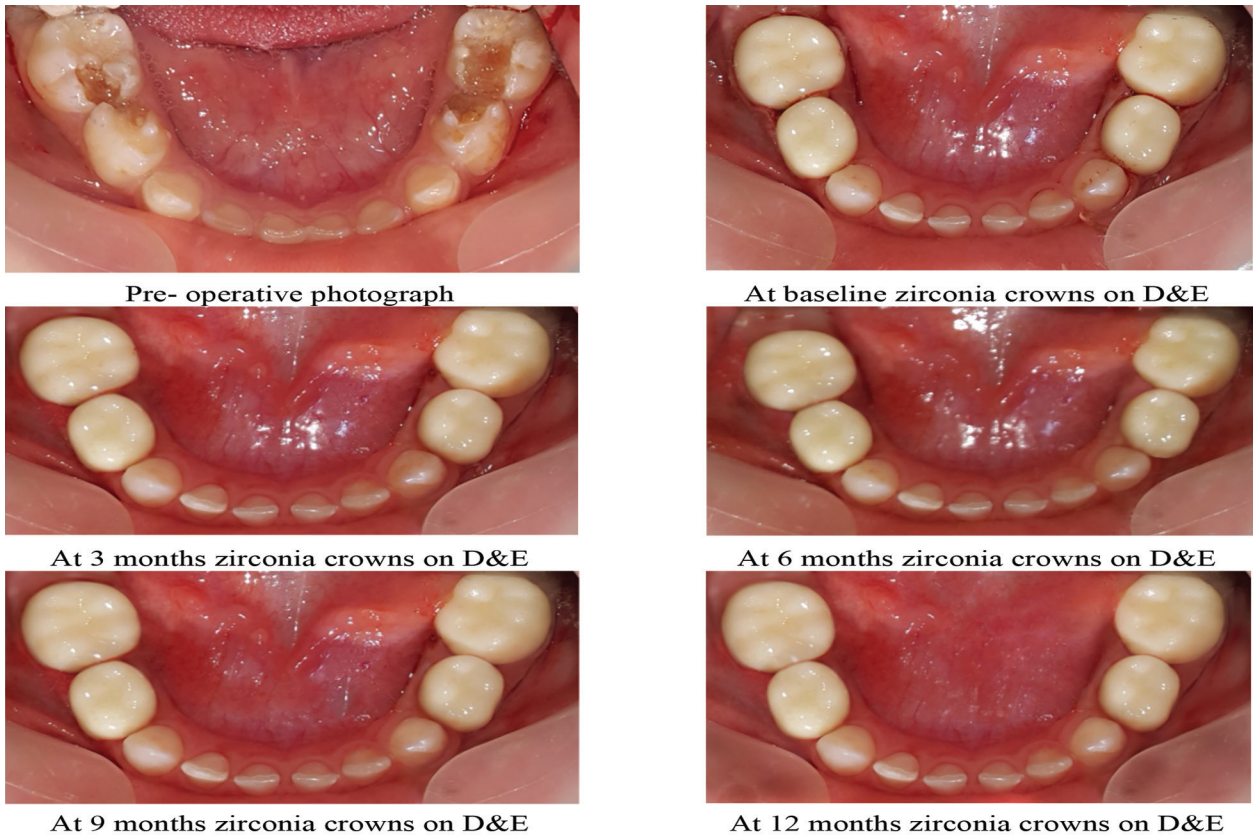 Pre- operative photograph
At baseline zirconia crowns on D&E
At 3 months zirconia crowns on D&E
At 6 months zirconia crowns on D&E
At 9 months zirconia crowns on D&E
At 12 months zirconia crowns on D&E